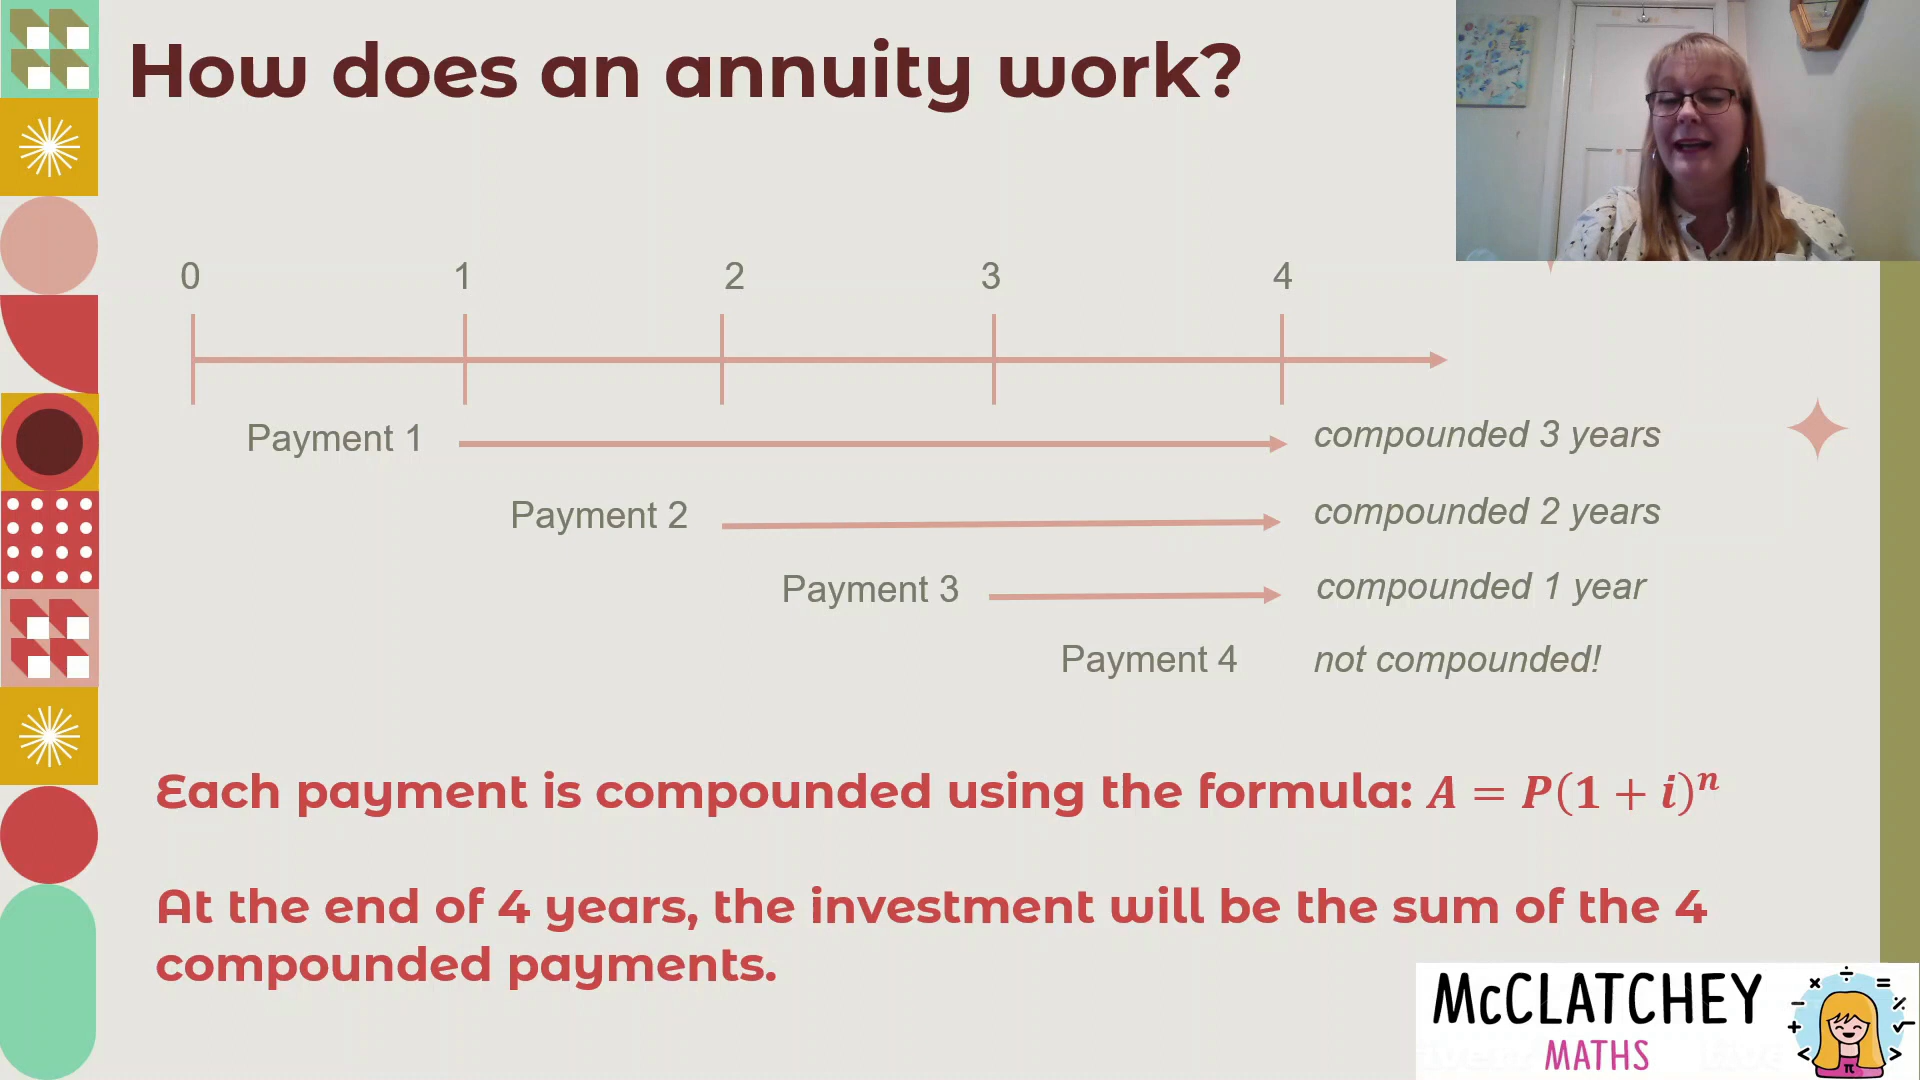 How does an annuity work?
0 1 2 3 4
Payment 1 compounded 3 years
Payment 2 compounded 2 years
Payment 3 compounded 1 year
Payment 4 not compounded!
Each payment is compounded using the formula: A = P(1 + i)ⁿ
At the end of 4 years, the investment will be the sum of the 4
compounded payments.
McCLATCHEY
MATHS
× ÷ = − % + √ < > π